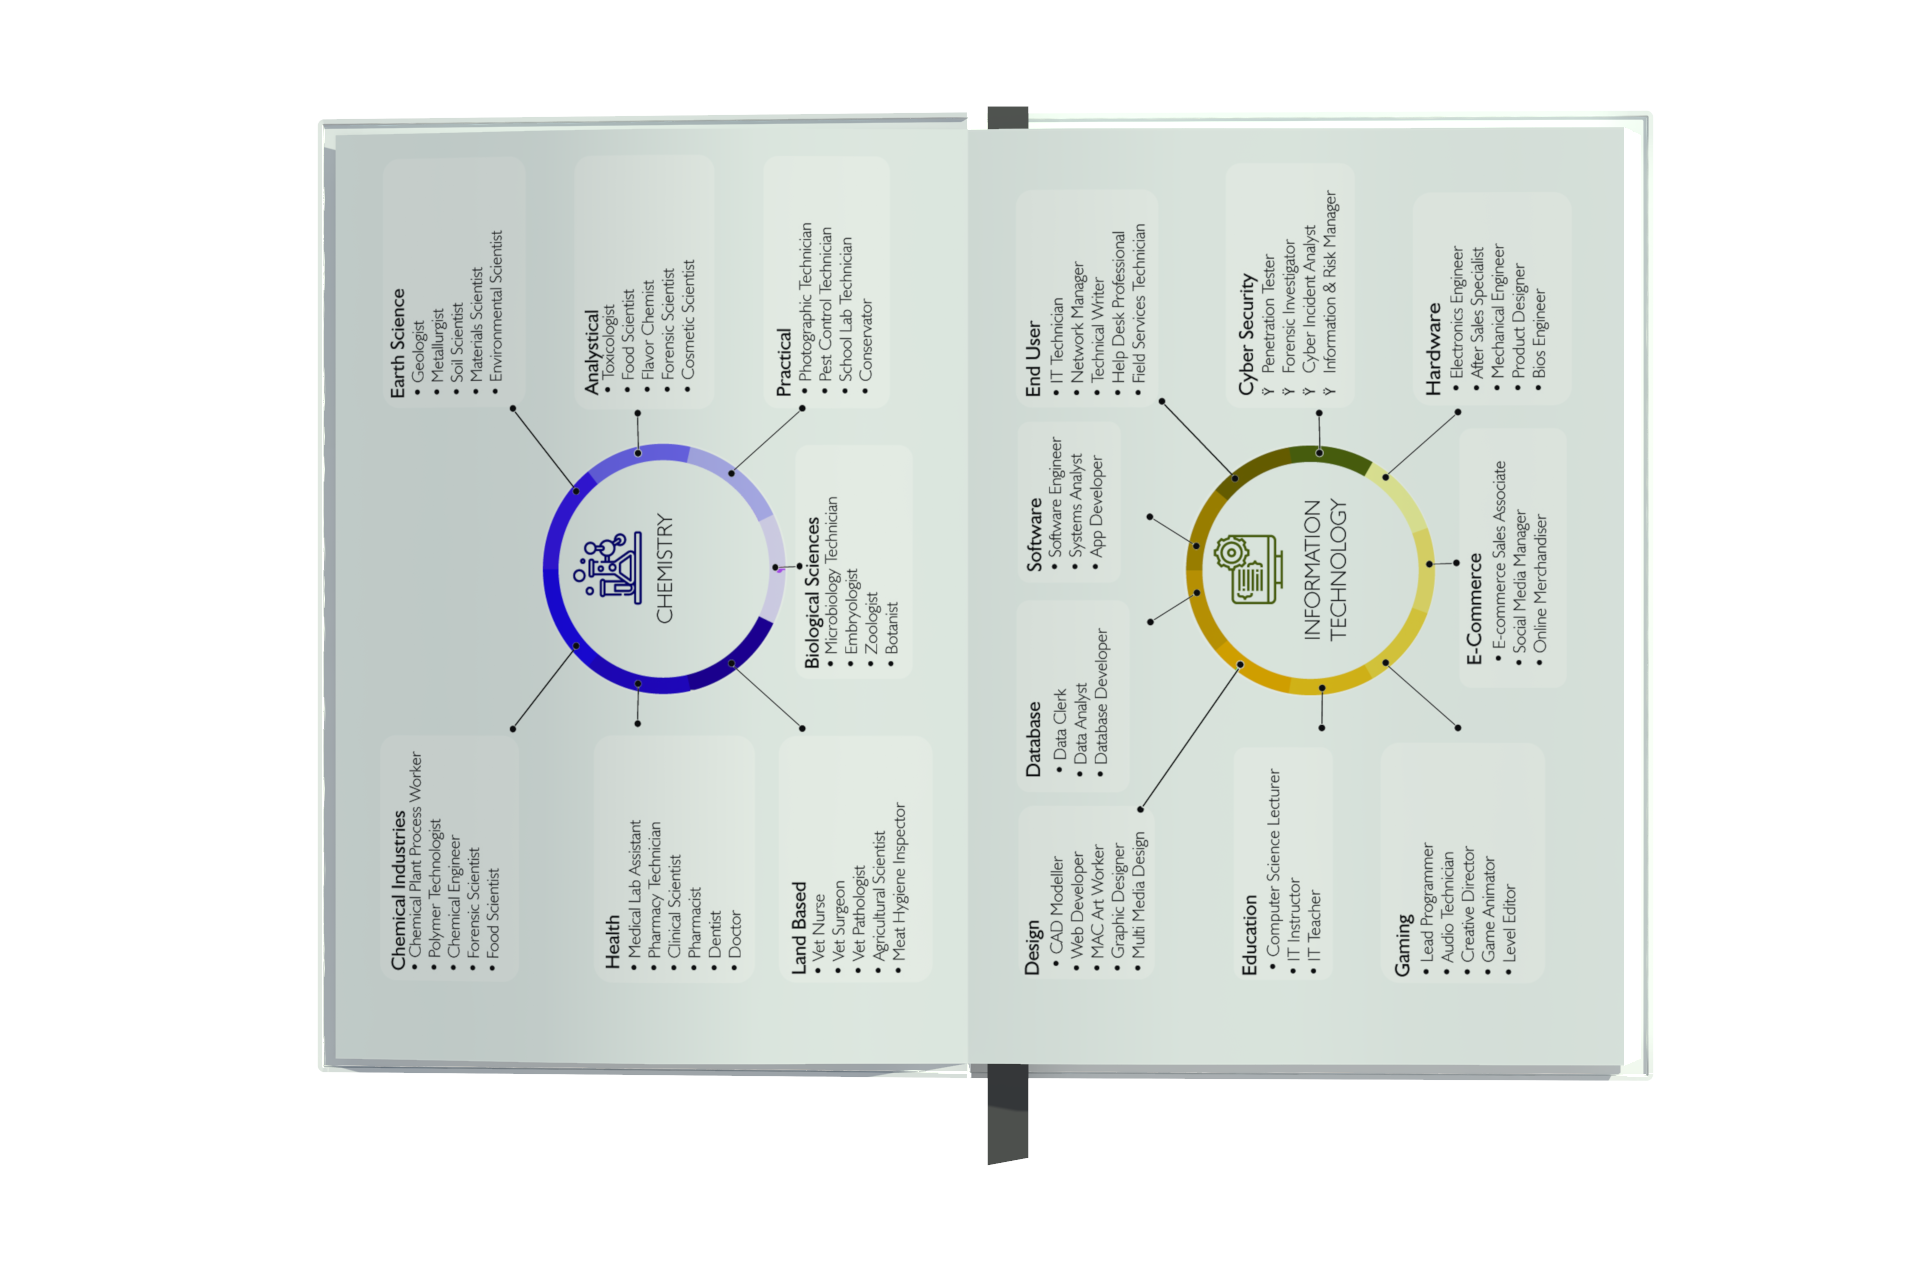 Chemical Industries
• Chemical Plant Process Worker
• Polymer Technologist
• Chemical Engineer
• Forensic Scientist
• Food Scientist
Earth Science
• Geologist
• Metallurgist
• Soil Scientist
• Materials Scientist
• Environmental Scientist
Health
• Medical Lab Assistant
• Pharmacy Technician
• Clinical Scientist
• Pharmacist
• Dentist
• Doctor
CHEMISTRY
Analystical
• Toxicologist
• Food Scientist
• Flavor Chemist
• Forensic Scientist
• Cosmetic Scientist
Land Based
• Vet Nurse
• Vet Surgeon
• Vet Pathologist
• Agricultural Scientist
• Meat Hygiene Inspector
Biological Sciences
• Microbiology Technician
• Embryologist
• Zoologist
• Botanist
Practical
• Photographic Technician
• Pest Control Technician
• School Lab Technician
• Conservator
Design
• CAD Modeller
• Web Developer
• MAC Art Worker
• Graphic Designer
• Multi Media Design
Database
• Data Clerk
• Data Analyst
• Database Developer
Software
• Software Engineer
• Systems Analyst
• App Developer
End User
• IT Technician
• Network Manager
• Technical Writer
• Help Desk Professional
• Field Services Technician
Education
• Computer Science Lecturer
• IT Instructor
• IT Teacher
INFORMATION
TECHNOLOGY
Cyber Security
Ÿ Penetration Tester
Ÿ Forensic Investigator
Ÿ Cyber Incident Analyst
Ÿ Information & Risk Manager
Gaming
• Lead Programmer
• Audio Technician
• Creative Director
• Game Animator
• Level Editor
E-Commerce
• E-commerce Sales Associate
• Social Media Manager
• Online Merchandiser
Hardware
• Electronics Engineer
• After Sales Specialist
• Mechanical Engineer
• Product Designer
• Bios Engineer